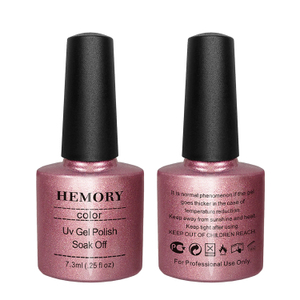 HEMORY
color
Uv Gel Polish
Soak Off
7.3ml (.25 fl oz)
It is normal phenomenon if the gel
goes thicker in the case of
temperature reduction.
Keep away from sunshine and heat.
Keep tight after using
KEEP OUT OF CHILDREN REACH.
For Professional Use Only.